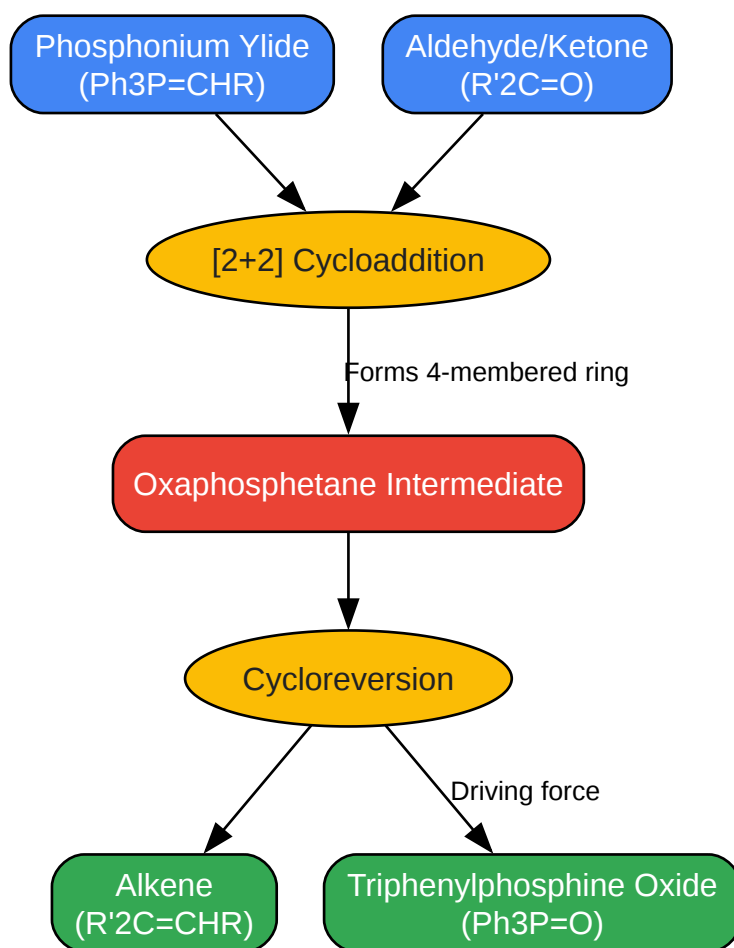 Phosphonium Ylide
(Ph3P=CHR)
Aldehyde/Ketone
(R'2C=O)
[2+2] Cycloaddition
Forms 4-membered ring
Oxaphosphetane Intermediate
Cycloreversion
Driving force
Alkene
(R'2C=CHR)
Triphenylphosphine Oxide
(Ph3P=O)